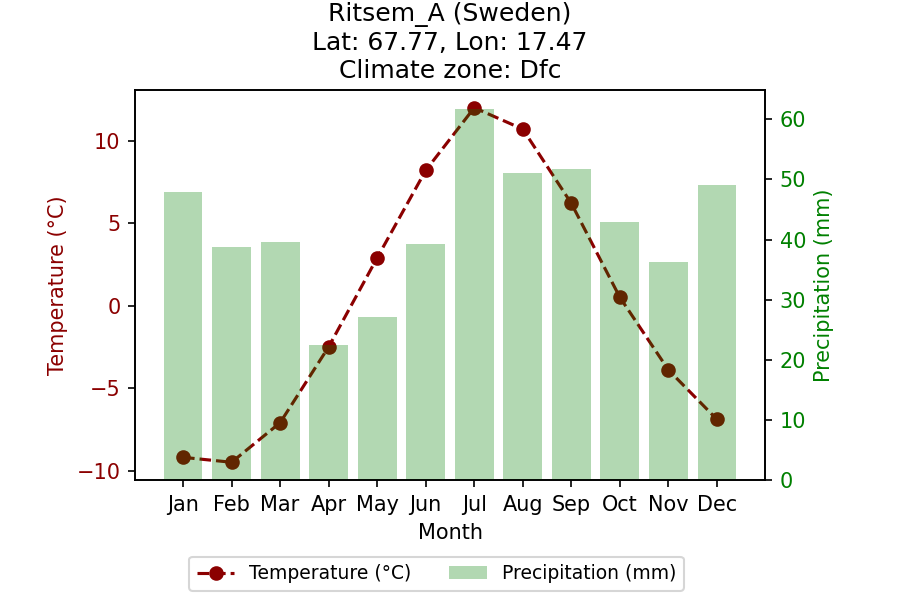 Ritsem_A (Sweden)
Lat: 67.77, Lon: 17.47
Climate zone: Dfc
Temperature (°C)
10
5
0
−5
−10
60
50
40
30
20
10
0
Precipitation (mm)
Jan Feb Mar Apr May Jun Jul Aug Sep Oct Nov Dec
Month
Temperature (°C) Precipitation (mm)